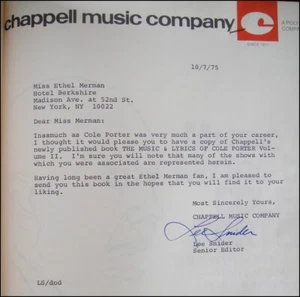 chappell music company
10/7/75
Miss Ethel Merman
Hotel Berkshire
Madison Ave. at 52nd St.
New York, NY 10022
Dear Miss Merman:
Inasmuch as Cole Porter was very much a part of your career,
I thought it would please you to have a copy of Chappell's
newly published book THE MUSIC & LYRICS OF COLE PORTER Vol-
ume II. I'm sure you will note that many of the shows with
which you were associated are represented herein.
Having long been a great Ethel Merman fan, I am pleased to
send you this book in the hopes that you will find it to your
liking.
Most Sincerely Yours,
CHAPPELL MUSIC COMPANY
Lee Snider
Lee Snider
Senior Editor
LS/dod